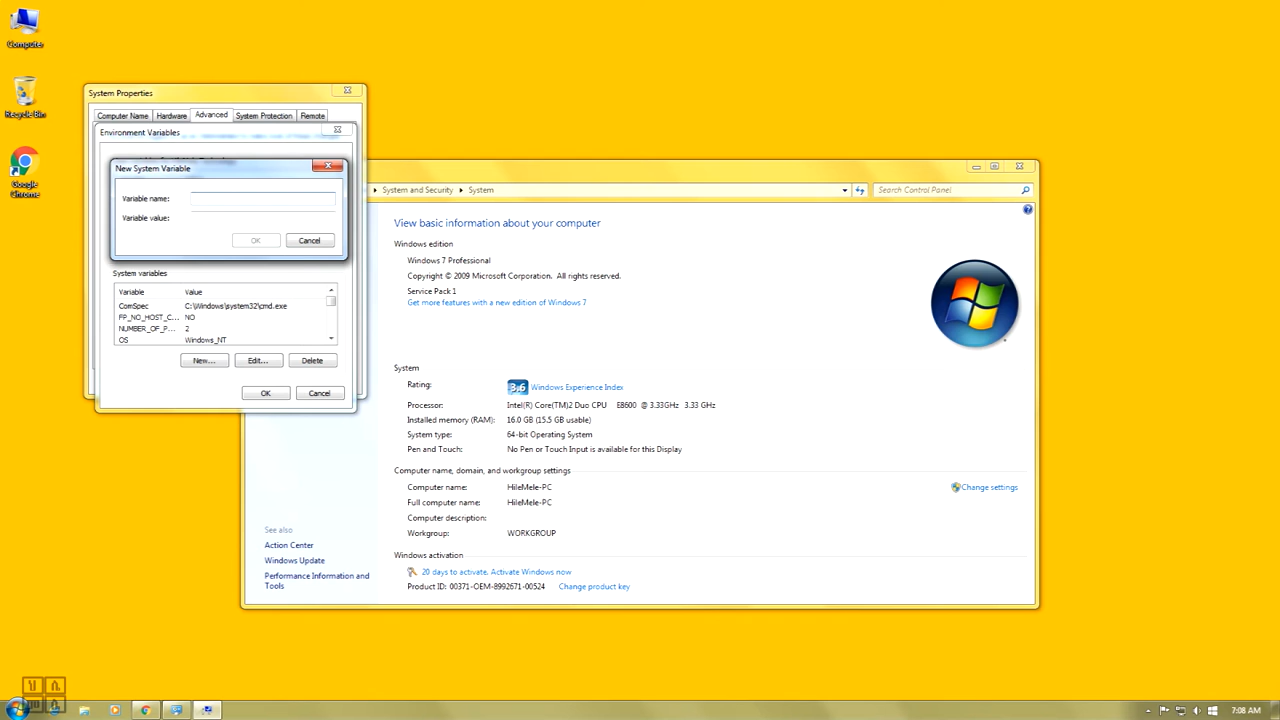 Computer
Recycle Bin
Google
Chrome
System Properties
Computer Name
Hardware
Advanced
System Protection
Remote
Environment Variables
New System Variable
Variable name:
Variable value:
OK
Cancel
System variables
Variable
Value
ComSpec
C:\Windows\system32\cmd.exe
FP_NO_HOST_C...
NO
NUMBER_OF_P...
2
OS
Windows_NT
New...
Edit...
Delete
OK
Cancel
System and Security
System
Search Control Panel
View basic information about your computer
Windows edition
Windows 7 Professional
Copyright © 2009 Microsoft Corporation. All rights reserved.
Service Pack 1
Get more features with a new edition of Windows 7
System
Rating:
3.6
Windows Experience Index
Processor:
Intel(R) Core(TM)2 Duo CPU E8600 @ 3.33GHz 3.33 GHz
Installed memory (RAM):
16.0 GB (15.5 GB usable)
System type:
64-bit Operating System
Pen and Touch:
No Pen or Touch Input is available for this Display
Computer name, domain, and workgroup settings
Computer name:
HileMele-PC
Change settings
Full computer name:
HileMele-PC
Computer description:
Workgroup:
WORKGROUP
Windows activation
20 days to activate. Activate Windows now
Product ID: 00371-OEM-8992671-00524
Change product key
See also
Action Center
Windows Update
Performance Information and
Tools
7:08 AM